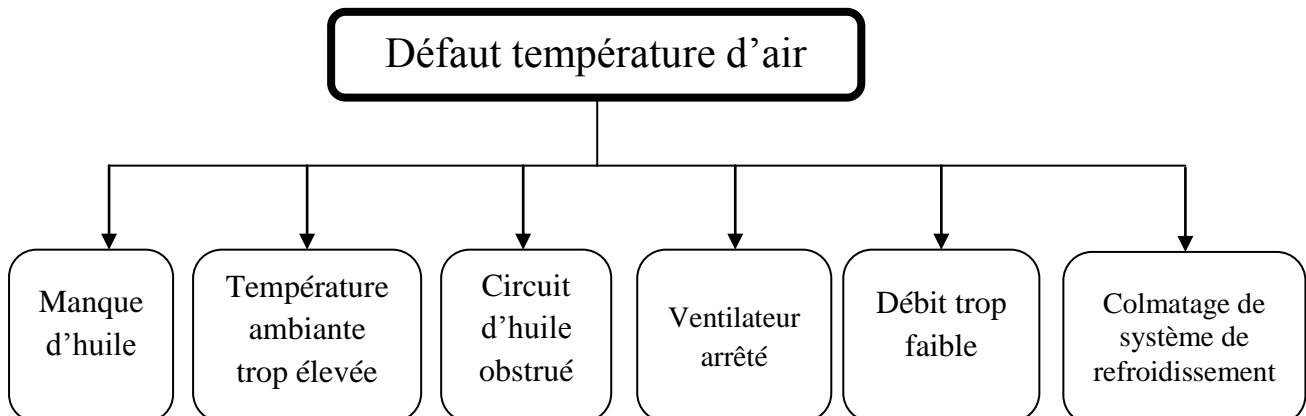 Défaut température d’air
Manque
d’huile
Température
ambiante
trop élevée
Circuit
d’huile
obstrué
Ventilateur
arrêté
Débit trop
faible
Colmatage de
système de
refroidissement